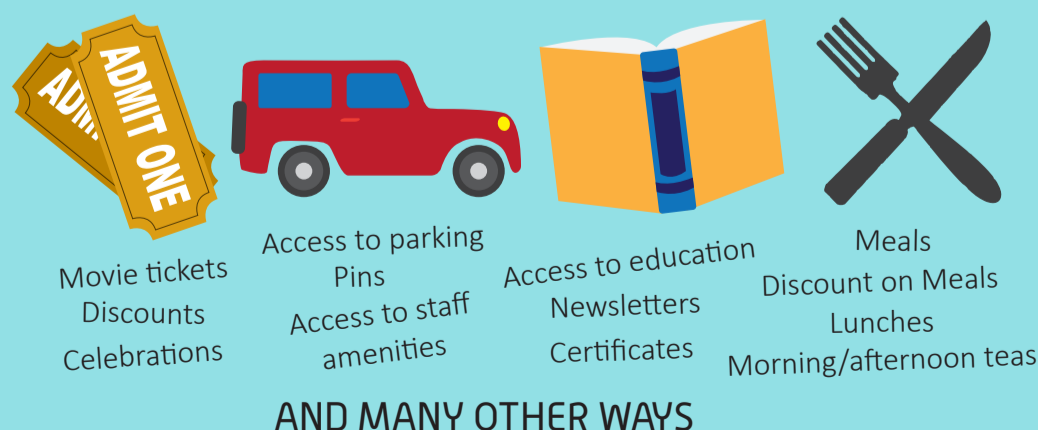 ADMIT ONE
ADMI
Movie tickets
Discounts
Celebrations
Access to parking
Pins
Access to staff
amenities
Access to education
Newsletters
Certificates
Meals
Discount on Meals
Lunches
Morning/afternoon teas
AND MANY OTHER WAYS